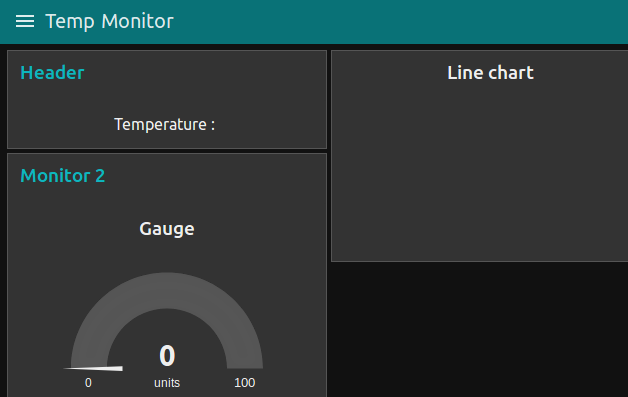 Temp Monitor
Header
Temperature :
Line chart
Monitor 2
Gauge
0
0 units 100